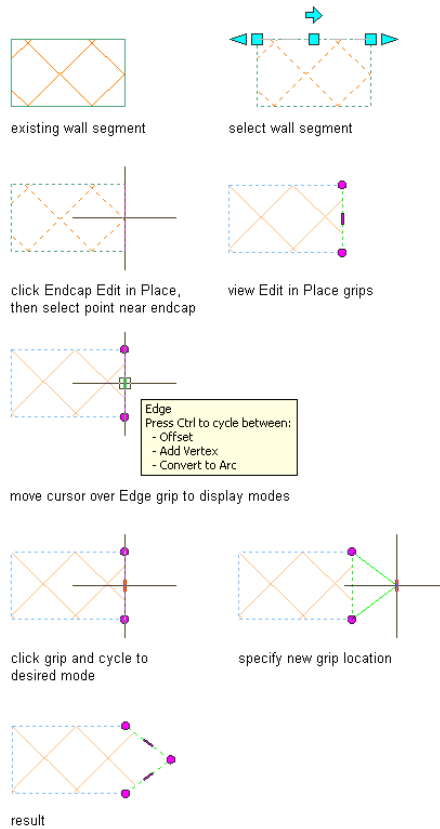 existing wall segment
select wall segment
click Endcap Edit in Place,
then select point near endcap
view Edit in Place grips
Edge
Press Ctrl to cycle between:
- Offset
- Add Vertex
- Convert to Arc
move cursor over Edge grip to display modes
click grip and cycle to
desired mode
specify new grip location
result